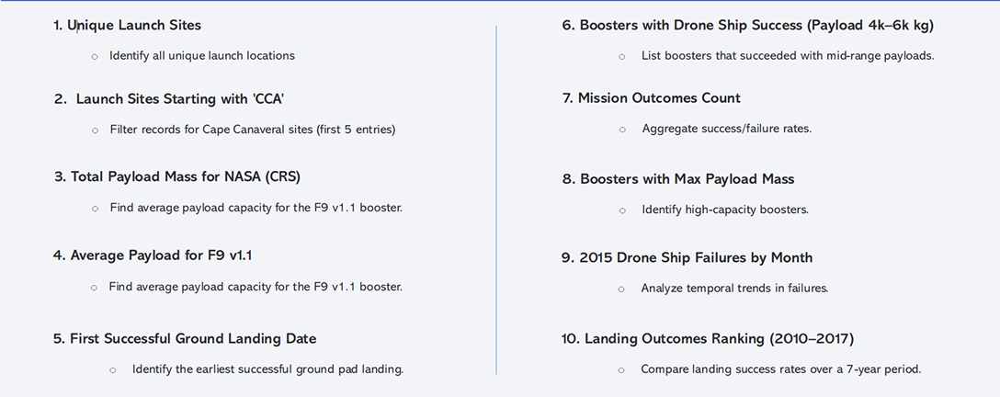 1. Unique Launch Sites
○ Identify all unique launch locations
2. Launch Sites Starting with 'CCA'
○ Filter records for Cape Canaveral sites (first 5 entries)
3. Total Payload Mass for NASA (CRS)
○ Find average payload capacity for the F9 v1.1 booster.
4. Average Payload for F9 v1.1
○ Find average payload capacity for the F9 v1.1 booster.
5. First Successful Ground Landing Date
○ Identify the earliest successful ground pad landing.
6. Boosters with Drone Ship Success (Payload 4k–6k kg)
○ List boosters that succeeded with mid-range payloads.
7. Mission Outcomes Count
○ Aggregate success/failure rates.
8. Boosters with Max Payload Mass
○ Identify high-capacity boosters.
9. 2015 Drone Ship Failures by Month
○ Analyze temporal trends in failures.
10. Landing Outcomes Ranking (2010–2017)
○ Compare landing success rates over a 7-year period.